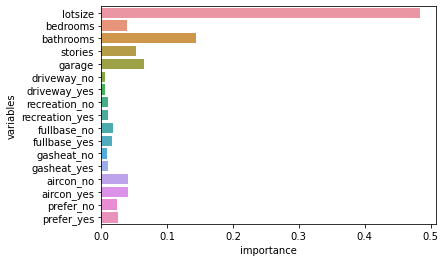 variables
lotsize
bedrooms
bathrooms
stories
garage
driveway_no
driveway_yes
recreation_no
recreation_yes
fullbase_no
fullbase_yes
gasheat_no
gasheat_yes
aircon_no
aircon_yes
prefer_no
prefer_yes
0.0 0.1 0.2 0.3 0.4 0.5
importance